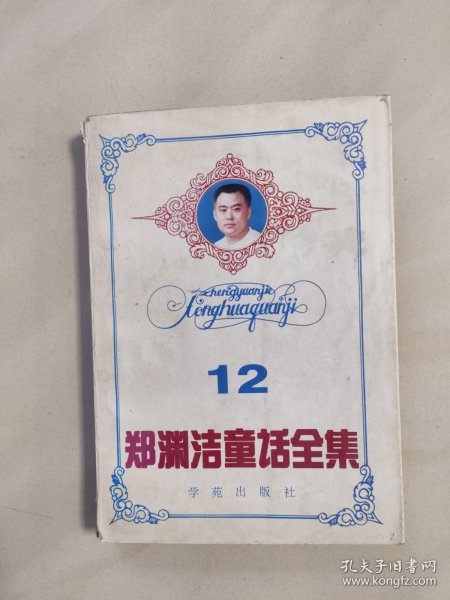 zhengyuanjie
tonghuaquanji
12
郑渊洁童话全集
学苑出版社
孔夫子旧书网
www.kongfz.com